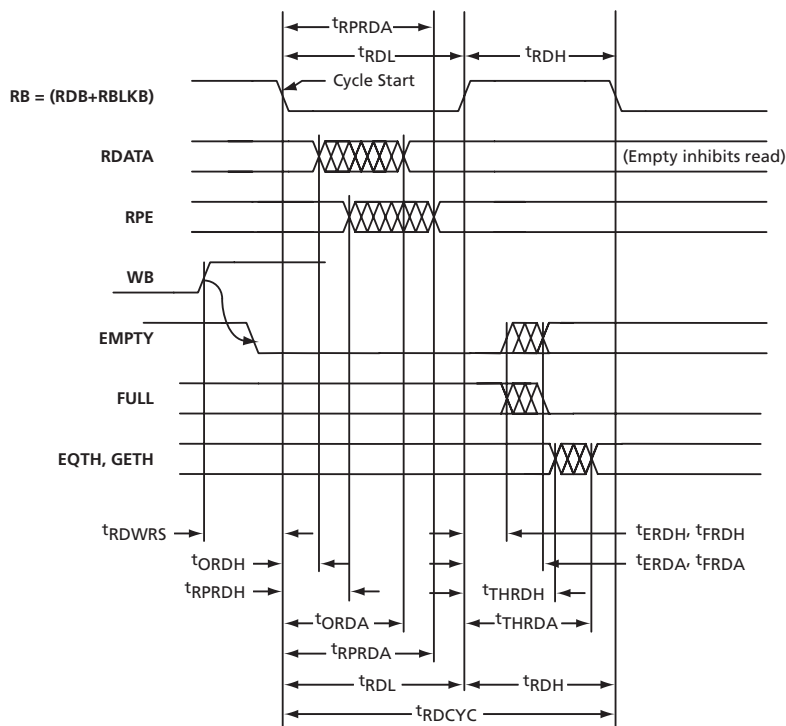 tRPRDA
tRDL tRDH
Cycle Start
RB = (RDB+RBLKB)
RDATA (Empty inhibits read)
RPE
WB
EMPTY
FULL
EQTH, GETH
tRDWRS tERDH, tFRDH
tORDH tERDA, tFRDA
tRPRDH tTHRDH
tORDA tTHRDA
tRPRDA
tRDL tRDH
tRDCYC